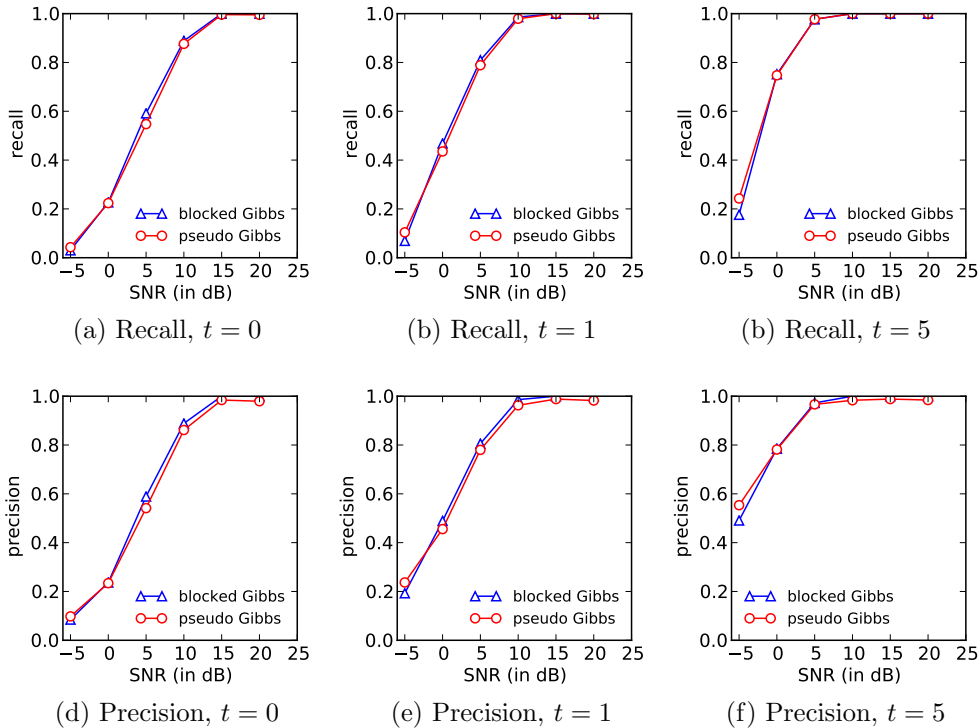 1.0
0.8
0.6
0.4
0.2
0.0
recall
blocked Gibbs
pseudo Gibbs
−5 0 5 10 15 20 25
SNR (in dB)
(a) Recall, t = 0
1.0
0.8
0.6
0.4
0.2
0.0
recall
blocked Gibbs
pseudo Gibbs
−5 0 5 10 15 20 25
SNR (in dB)
(b) Recall, t = 1
1.0
0.8
0.6
0.4
0.2
0.0
recall
blocked Gibbs
pseudo Gibbs
−5 0 5 10 15 20 25
SNR (in dB)
(b) Recall, t = 5
1.0
0.8
0.6
0.4
0.2
0.0
precision
blocked Gibbs
pseudo Gibbs
−5 0 5 10 15 20 25
SNR (in dB)
(d) Precision, t = 0
1.0
0.8
0.6
0.4
0.2
0.0
precision
blocked Gibbs
pseudo Gibbs
−5 0 5 10 15 20 25
SNR (in dB)
(e) Precision, t = 1
1.0
0.8
0.6
0.4
0.2
0.0
precision
blocked Gibbs
pseudo Gibbs
−5 0 5 10 15 20 25
SNR (in dB)
(f) Precision, t = 5